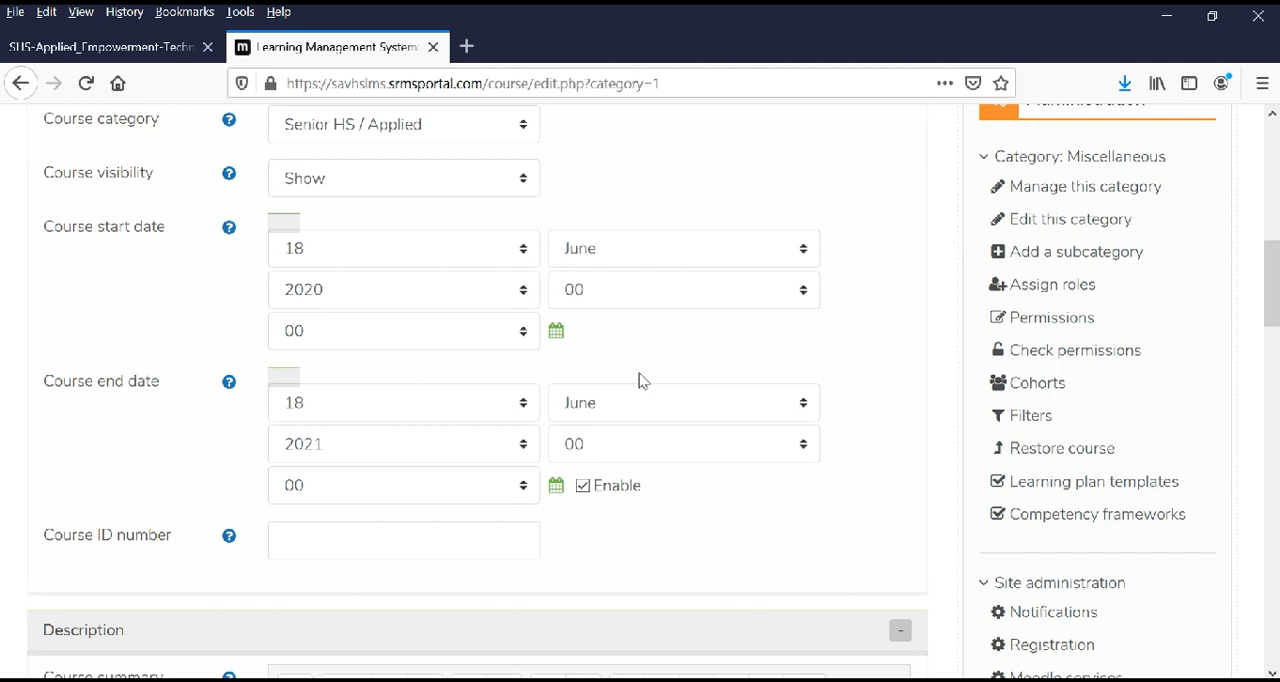 File Edit View History Bookmarks Tools Help
SHS-Applied_Empowerment-Techn
m Learning Management System:
https://savhslms.srmsportal.com/course/edit.php?category=1
Course category
Senior HS / Applied
Course visibility
Show
Course start date
18 June
2020 00
00
Course end date
18 June
2021 00
00 Enable
Course ID number
Description
-
Course summary
Administration
Category: Miscellaneous
Manage this category
Edit this category
Add a subcategory
Assign roles
Permissions
Check permissions
Cohorts
Filters
Restore course
Learning plan templates
Competency frameworks
Site administration
Notifications
Registration
Moodle services